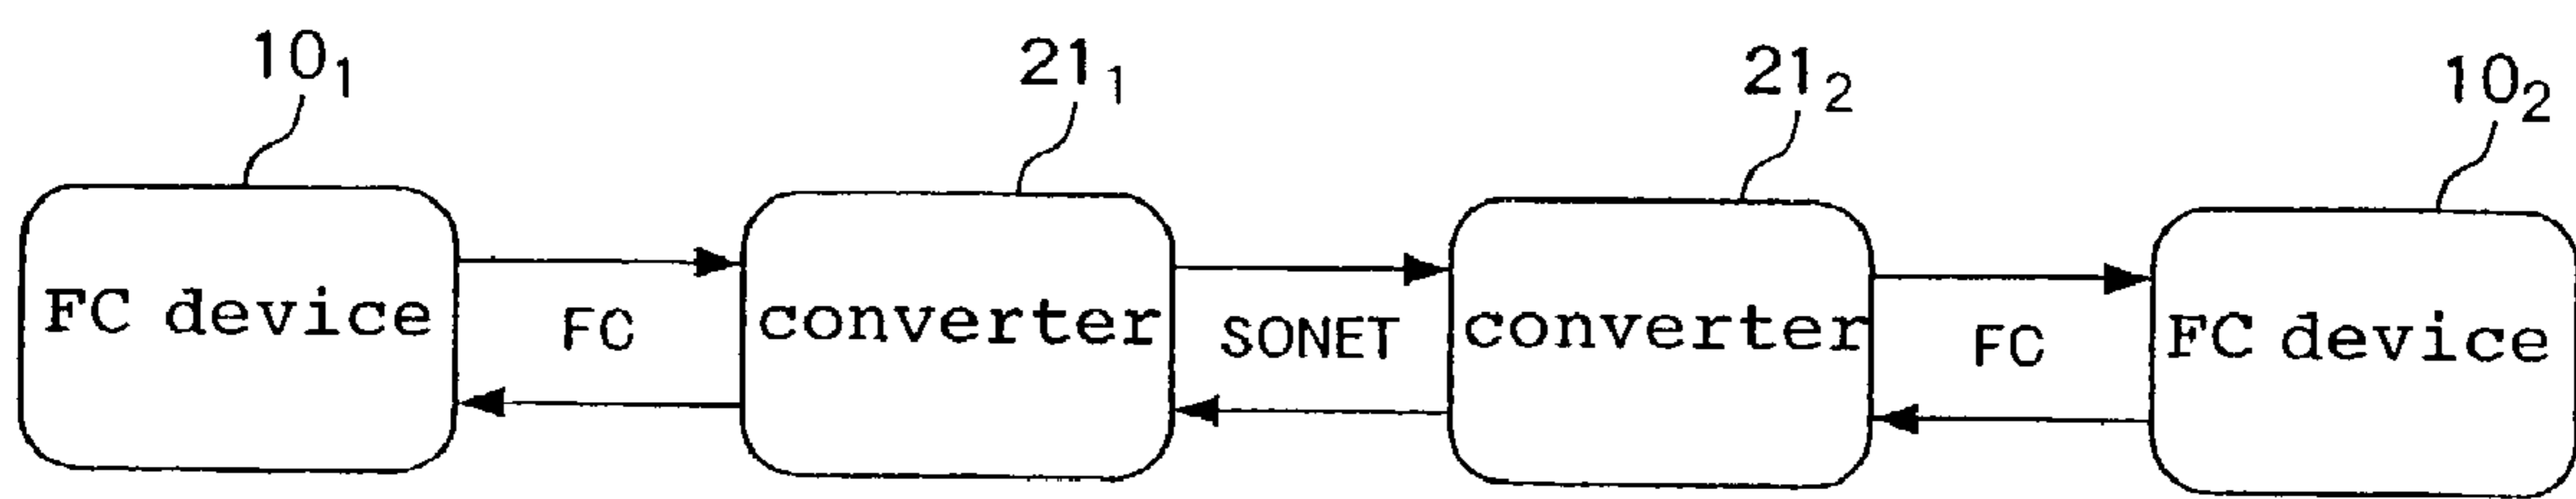 10₁
21₁
21₂
10₂
FC device
FC
converter
SONET
converter
FC
FC device